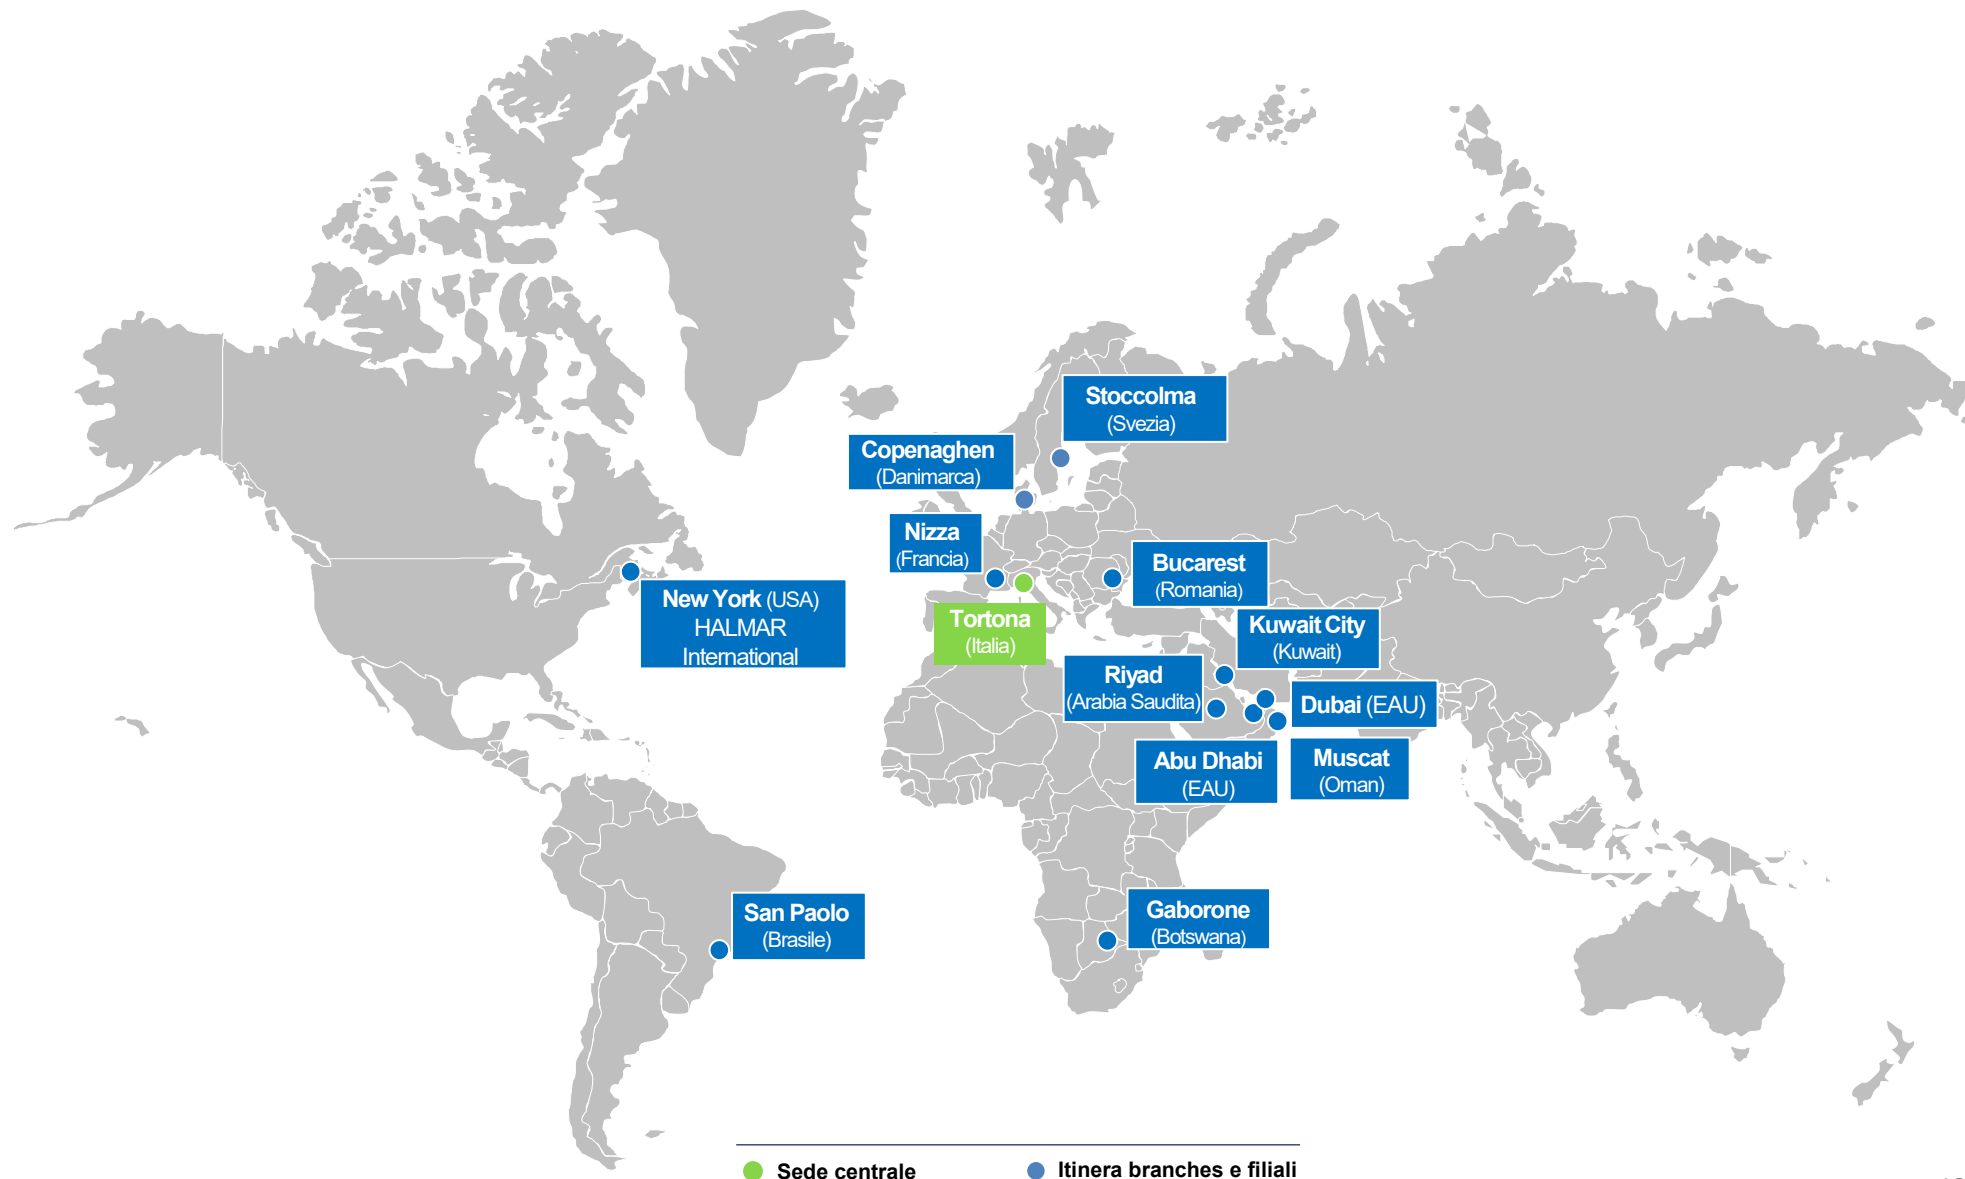 Stoccolma
(Svezia)
Copenaghen
(Danimarca)
Nizza
(Francia)
Bucarest
(Romania)
New York (USA)
HALMAR
International
Tortona
(Italia)
Kuwait City
(Kuwait)
Riyad
(Arabia Saudita)
Dubai (EAU)
Abu Dhabi
(EAU)
Muscat
(Oman)
San Paolo
(Brasile)
Gaborone
(Botswana)
Sede centrale
Itinera branches e filiali